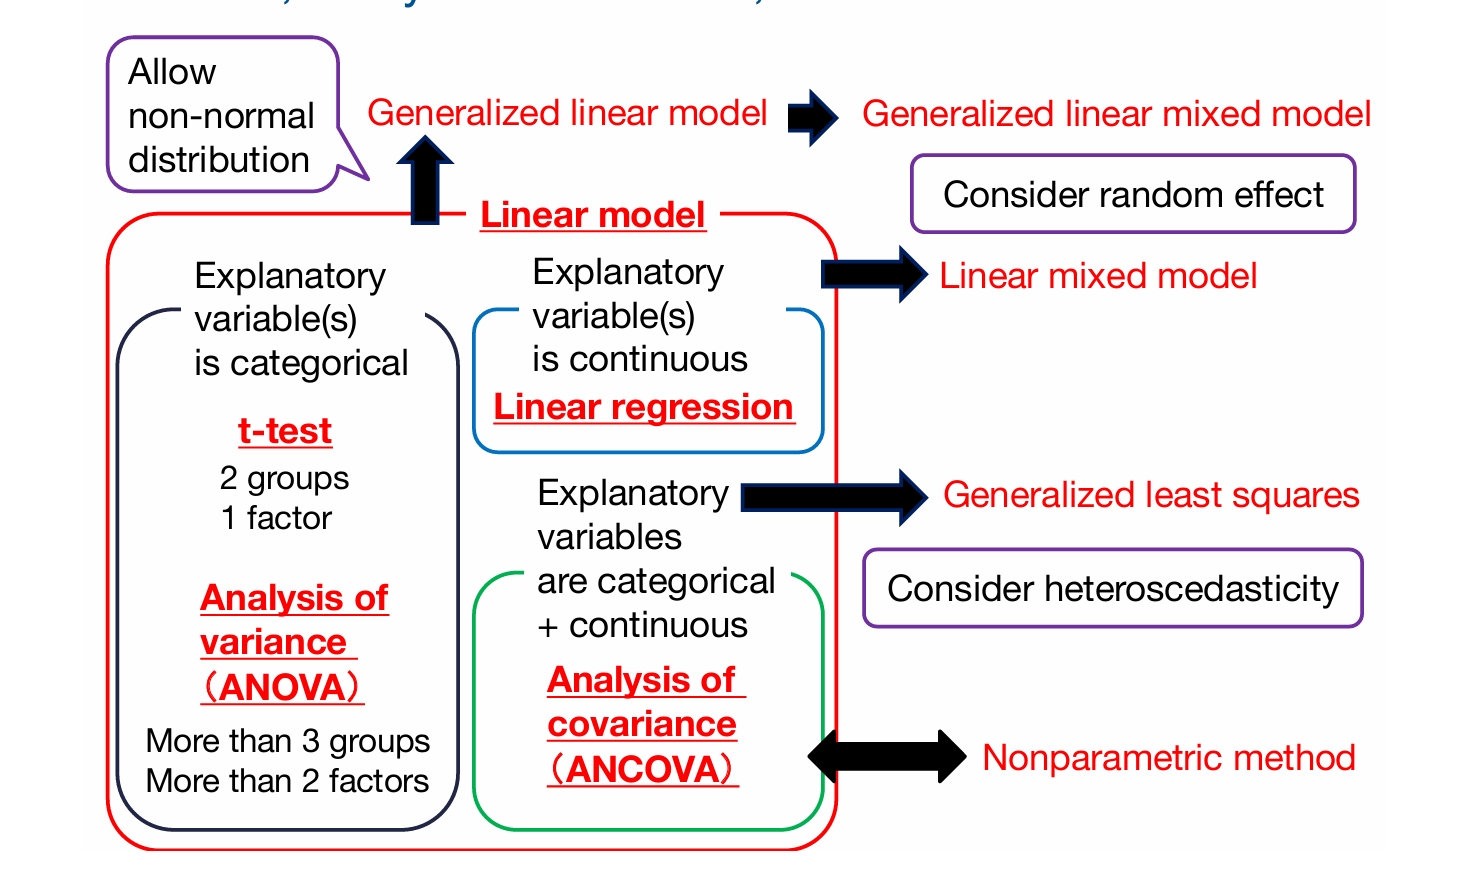 Allow
non-normal
distribution
Generalized linear model
Generalized linear mixed model
Consider random effect
Linear model
Explanatory
variable(s)
is categorical
t-test
2 groups
1 factor
Analysis of
variance
（ANOVA）
More than 3 groups
More than 2 factors
Explanatory
variable(s)
is continuous
Linear regression
Explanatory
variables
are categorical
+ continuous
Analysis of
covariance
（ANCOVA）
Linear mixed model
Generalized least squares
Consider heteroscedasticity
Nonparametric method